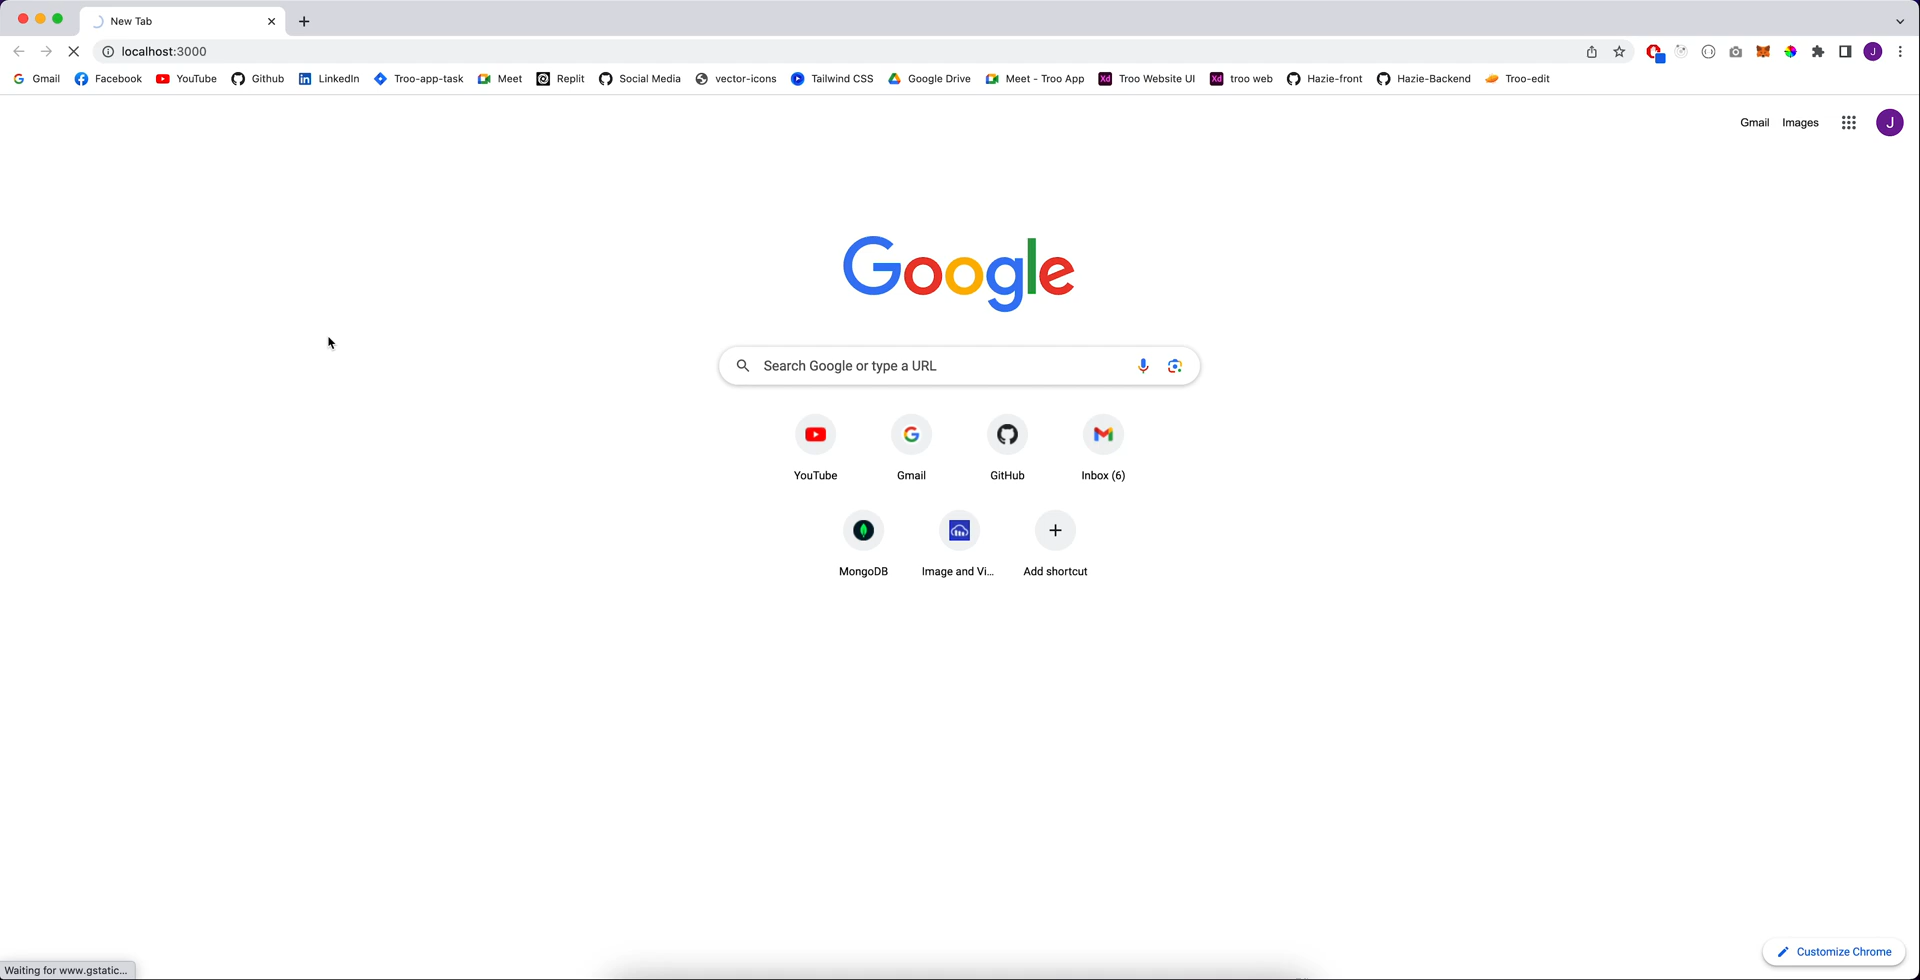 New Tab
localhost:3000
Gmail Facebook YouTube Github LinkedIn Troo-app-task Meet Replit Social Media vector-icons Tailwind CSS Google Drive Meet - Troo App Xd Troo Website UI Xd troo web Hazie-front Hazie-Backend Troo-edit
Gmail Images J
Google
Search Google or type a URL
YouTube Gmail GitHub Inbox (6)
MongoDB Image and Vi... Add shortcut
Customize Chrome
Waiting for www.gstatic...